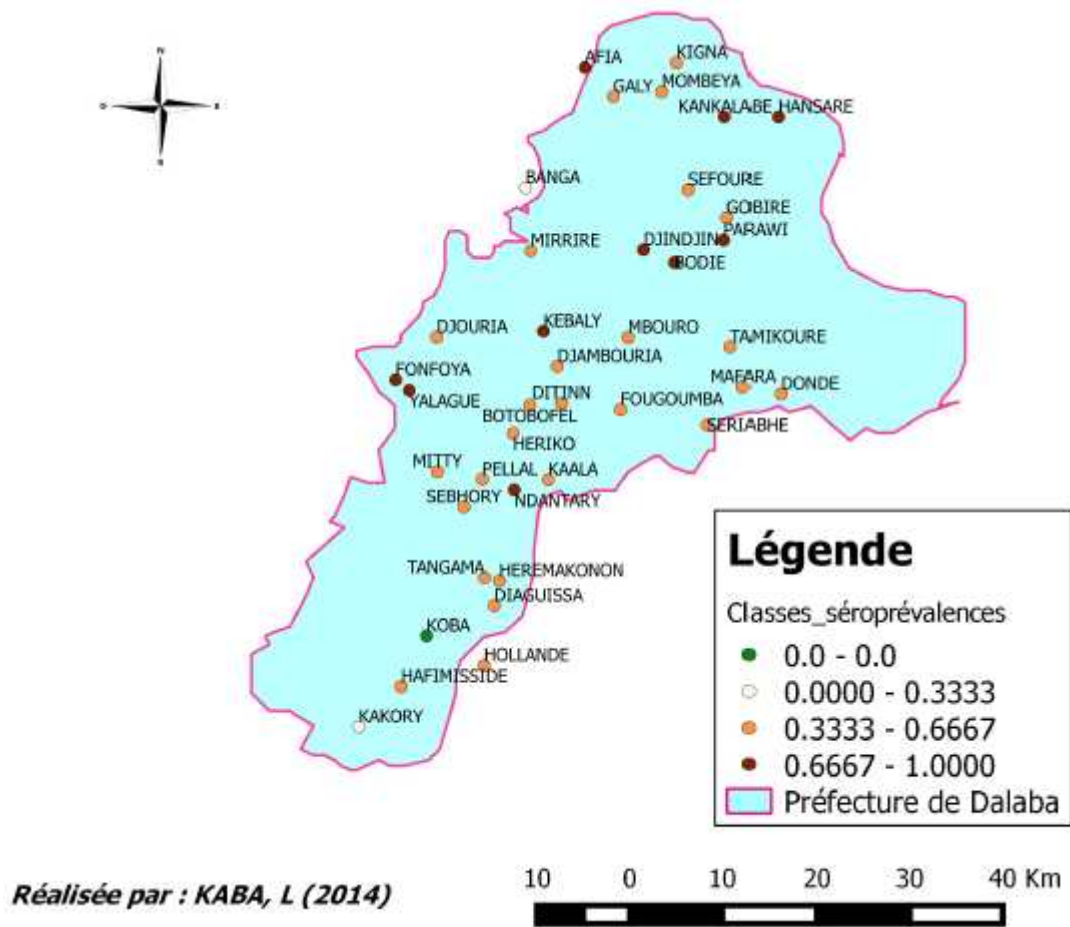 N
O
E
S
AFIA
KIGNA
GALY
MOMBEYA
KANKALABE HANSARE
BANGA
SEFOURE
GOBIRE
PARAWI
DJINDJIN
BODIE
MIRRIRE
DJOURIA
KEBALY
MBOURO
TAMIKOURE
DJAMBOURIA
FONFOYA
YALAGUE
DITINN
BOTOBOFEL
FOUGOUMBA
MAFARA
DONDE
SERIABHE
HERIKO
MITTY
PELLAL
KAALA
SEBHORY
NDANTARY
TANGAMA
HEREMAKONON
DIAGUISSA
KOBA
HOLLANDE
HAFIMISSIDE
KAKORY
Légende
Classes_séroprévalences
0.0 - 0.0
0.0000 - 0.3333
0.3333 - 0.6667
0.6667 - 1.0000
Préfecture de Dalaba
Réalisée par : KABA, L (2014)
10 0 10 20 30 40 Km